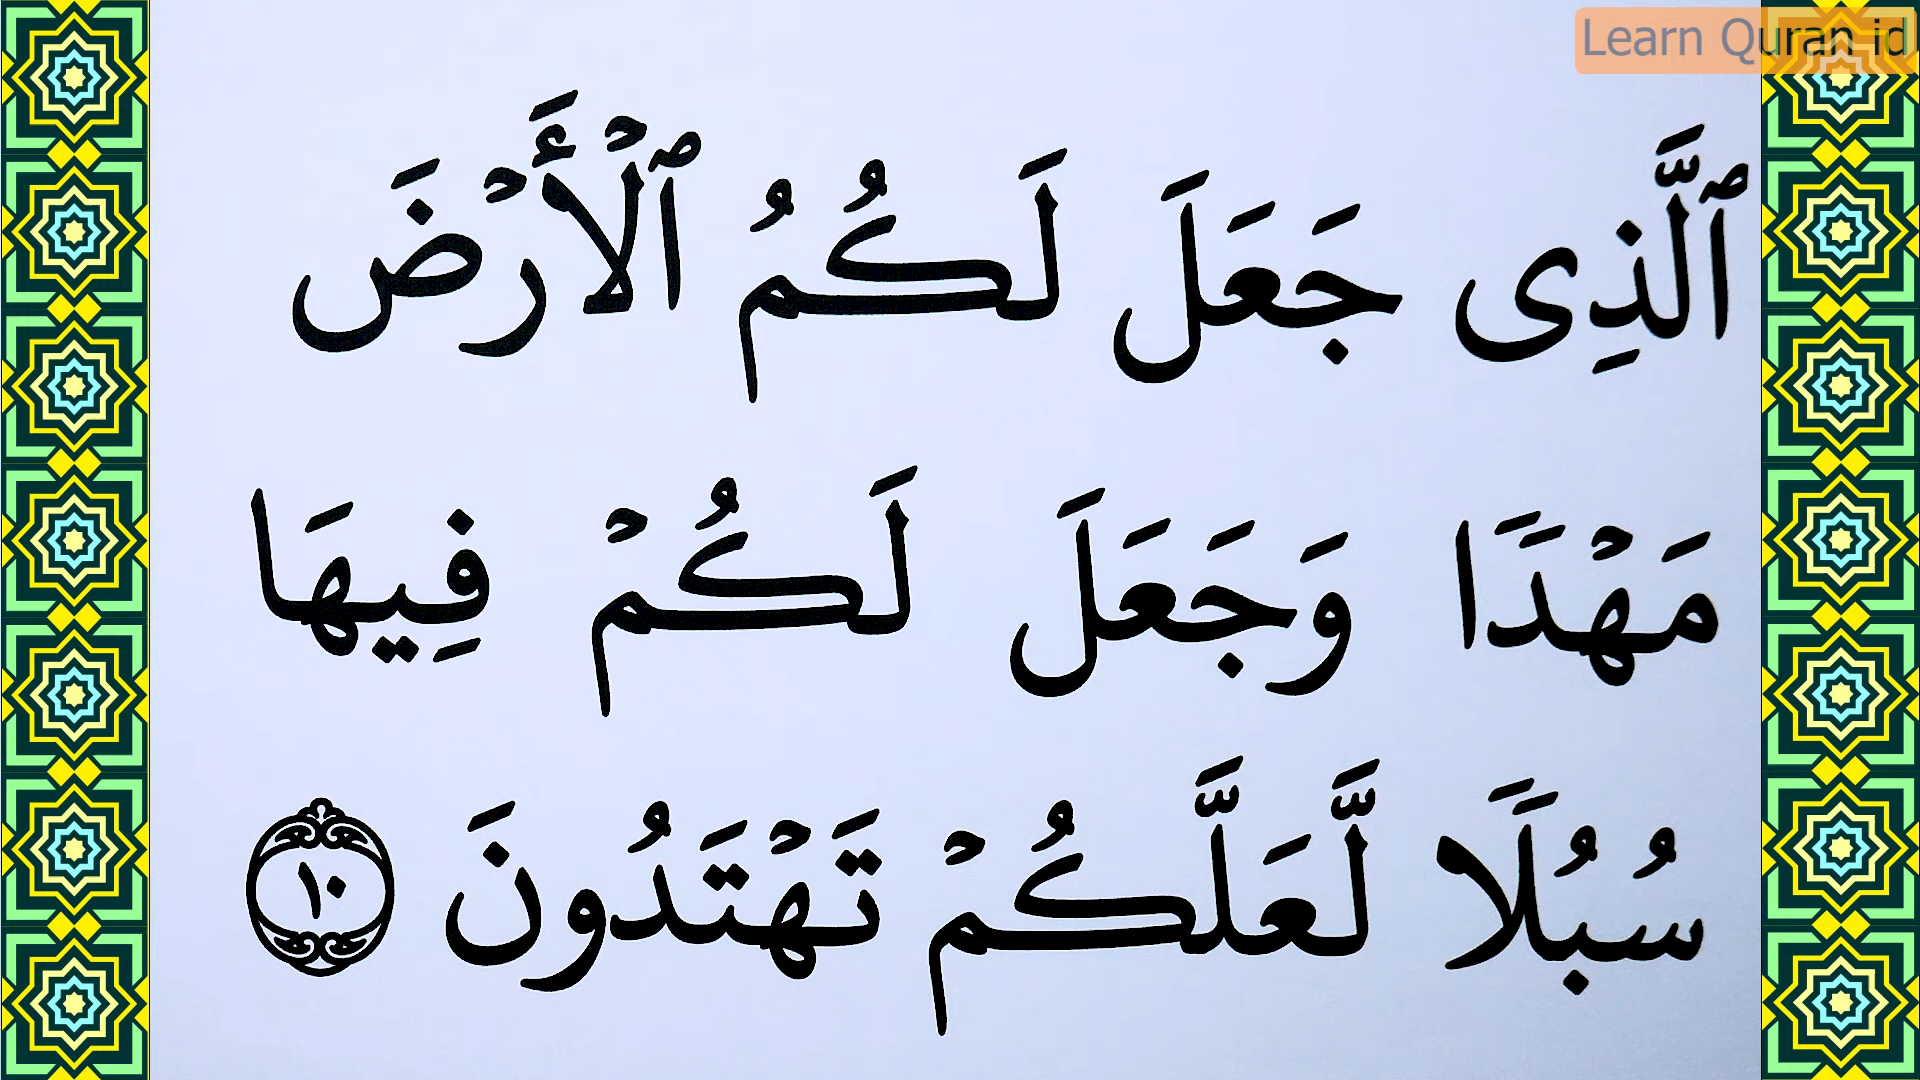 Learn Quran id
ٱلَّذِى جَعَلَ لَكُمُ ٱلْأَرْضَ
مَهْدًا وَجَعَلَ لَكُمْ فِيهَا
سُبُلًا لَّعَلَّكُمْ تَهْتَدُونَ ١٠